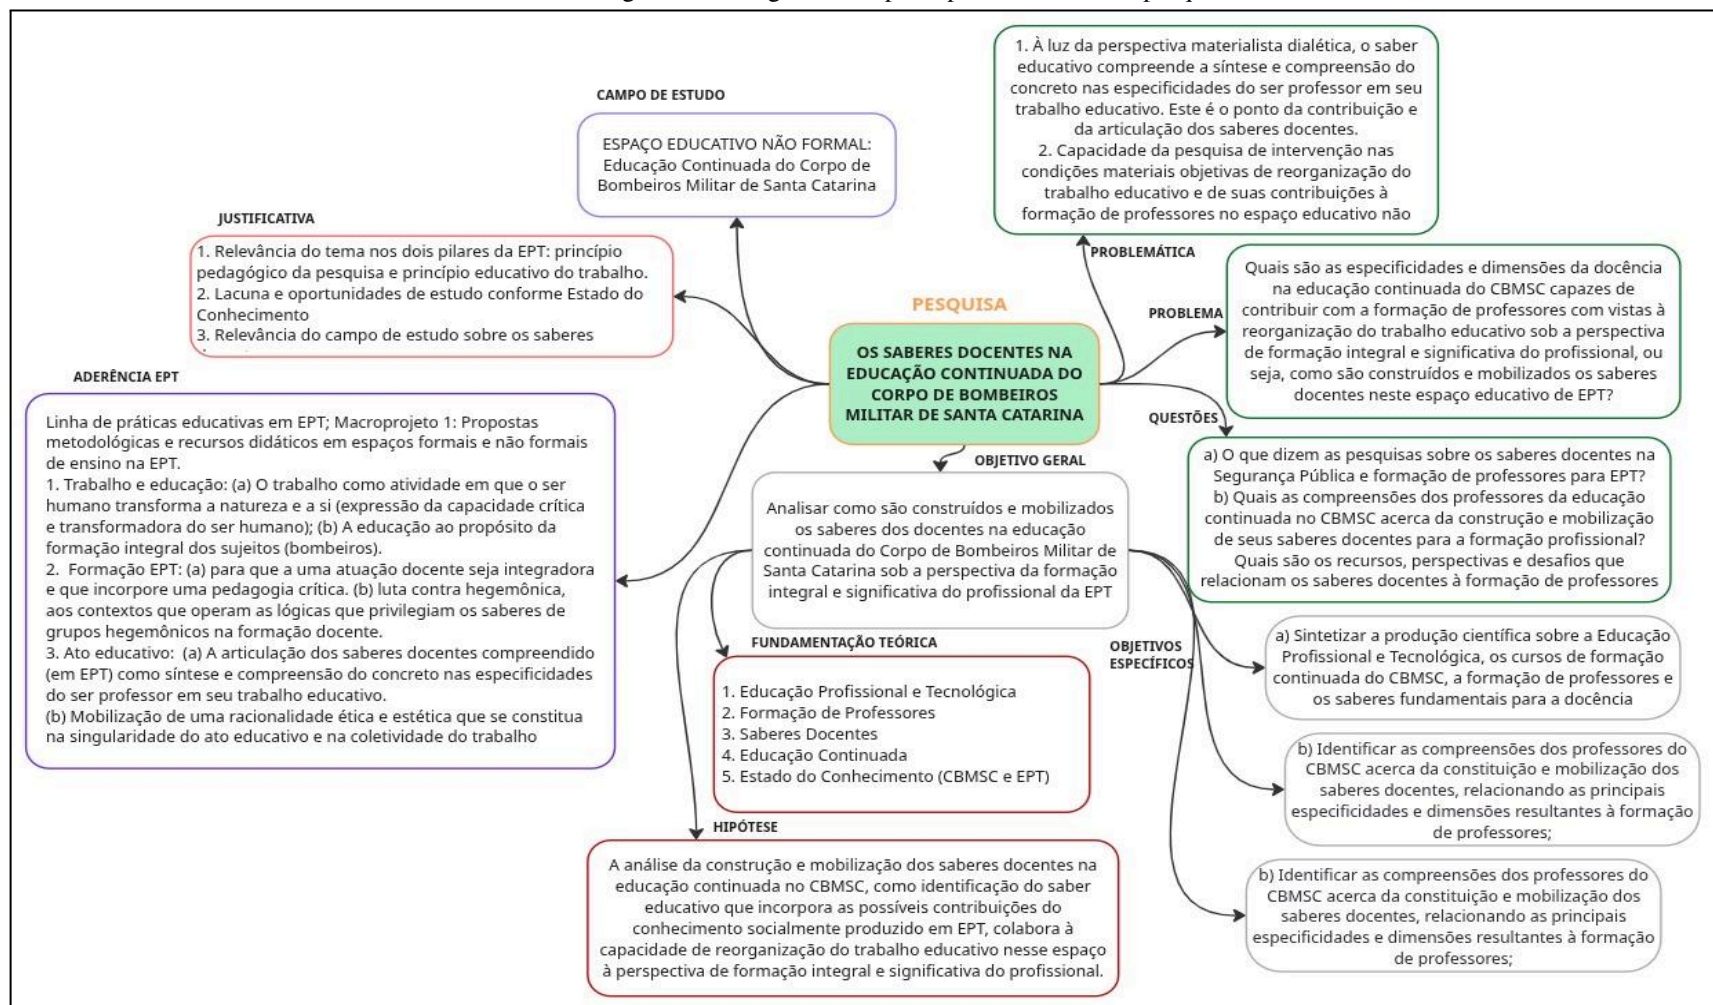 CAMPO DE ESTUDO
ESPAÇO EDUCATIVO NÃO FORMAL:
Educação Continuada do Corpo de
Bombeiros Militar de Santa Catarina
1. À luz da perspectiva materialista dialética, o saber
educativo compreende a síntese e compreensão do
concreto nas especificidades do ser professor em seu
trabalho educativo. Este é o ponto da contribuição e
da articulação dos saberes docentes.
2. Capacidade da pesquisa de intervenção nas
condições materiais objetivas de reorganização do
trabalho educativo e de suas contribuições à
formação de professores no espaço educativo não
PROBLEMÁTICA
JUSTIFICATIVA
1. Relevância do tema nos dois pilares da EPT: princípio
pedagógico da pesquisa e princípio educativo do trabalho.
2. Lacuna e oportunidades de estudo conforme Estado do
Conhecimento
3. Relevância do campo de estudo sobre os saberes
PESQUISA
OS SABERES DOCENTES NA
EDUCAÇÃO CONTINUADA DO
CORPO DE BOMBEIROS
MILITAR DE SANTA CATARINA
PROBLEMA
Quais são as especificidades e dimensões da docência
na educação continuada do CBMSC capazes de
contribuir com a formação de professores com vistas à
reorganização do trabalho educativo sob a perspectiva
de formação integral e significativa do profissional, ou
seja, como são construídos e mobilizados os saberes
docentes neste espaço educativo de EPT?
QUESTÕES
a) O que dizem as pesquisas sobre os saberes docentes na
Segurança Pública e formação de professores para EPT?
b) Quais as compreensões dos professores da educação
continuada no CBMSC acerca da construção e mobilização
de seus saberes docentes para a formação profissional?
Quais são os recursos, perspectivas e desafios que
relacionam os saberes docentes à formação de professores
ADERÊNCIA EPT
Linha de práticas educativas em EPT; Macroprojeto 1: Propostas
metodológicas e recursos didáticos em espaços formais e não formais
de ensino na EPT.
1. Trabalho e educação: (a) O trabalho como atividade em que o ser
humano transforma a natureza e a si (expressão da capacidade crítica
e transformadora do ser humano); (b) A educação ao propósito da
formação integral dos sujeitos (bombeiros).
2. Formação EPT: (a) para que a uma atuação docente seja integradora
e que incorpore uma pedagogia crítica. (b) luta contra hegemônica,
aos contextos que operam as lógicas que privilegiam os saberes de
grupos hegemônicos na formação docente.
3. Ato educativo: (a) A articulação dos saberes docentes compreendido
(em EPT) como síntese e compreensão do concreto nas especificidades
do ser professor em seu trabalho educativo.
(b) Mobilização de uma racionalidade ética e estética que se constitua
na singularidade do ato educativo e na coletividade do trabalho
OBJETIVO GERAL
Analisar como são construídos e mobilizados
os saberes dos docentes na educação
continuada do Corpo de Bombeiros Militar de
Santa Catarina sob a perspectiva da formação
integral e significativa do profissional da EPT
FUNDAMENTAÇÃO TEÓRICA
1. Educação Profissional e Tecnológica
2. Formação de Professores
3. Saberes Docentes
4. Educação Continuada
5. Estado do Conhecimento (CBMSC e EPT)
OBJETIVOS
ESPECÍFICOS
a) Sintetizar a produção científica sobre a Educação
Profissional e Tecnológica, os cursos de formação
continuada do CBMSC, a formação de professores e
os saberes fundamentais para a docência
b) Identificar as compreensões dos professores do
CBMSC acerca da constituição e mobilização dos
saberes docentes, relacionando as principais
especificidades e dimensões resultantes à formação
de professores;
b) Identificar as compreensões dos professores do
CBMSC acerca da constituição e mobilização dos
saberes docentes, relacionando as principais
especificidades e dimensões resultantes à formação
de professores;
HIPÓTESE
A análise da construção e mobilização dos saberes docentes na
educação continuada no CBMSC, como identificação do saber
educativo que incorpora as possíveis contribuições do
conhecimento socialmente produzido em EPT, colabora à
capacidade de reorganização do trabalho educativo nesse espaço
à perspectiva de formação integral e significativa do profissional.